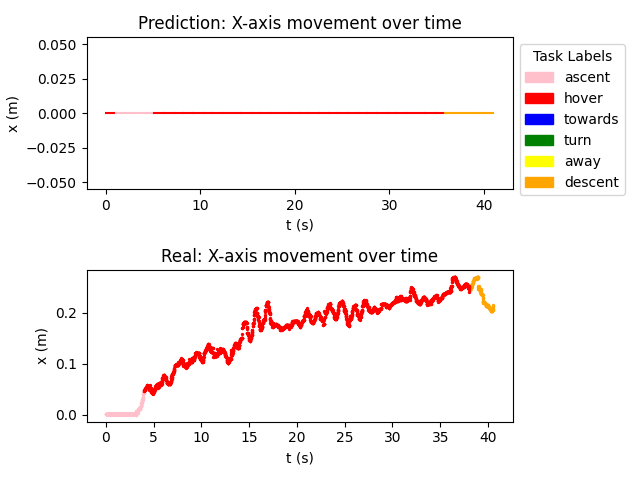 Prediction: X-axis movement over time
0.050
0.025
0.000
−0.025
−0.050
x (m)
0
10
20
30
40
t (s)
Task Labels
ascent
hover
towards
turn
away
descent
Real: X-axis movement over time
0.2
0.1
0.0
x (m)
0
5
10
15
20
25
30
35
40
t (s)